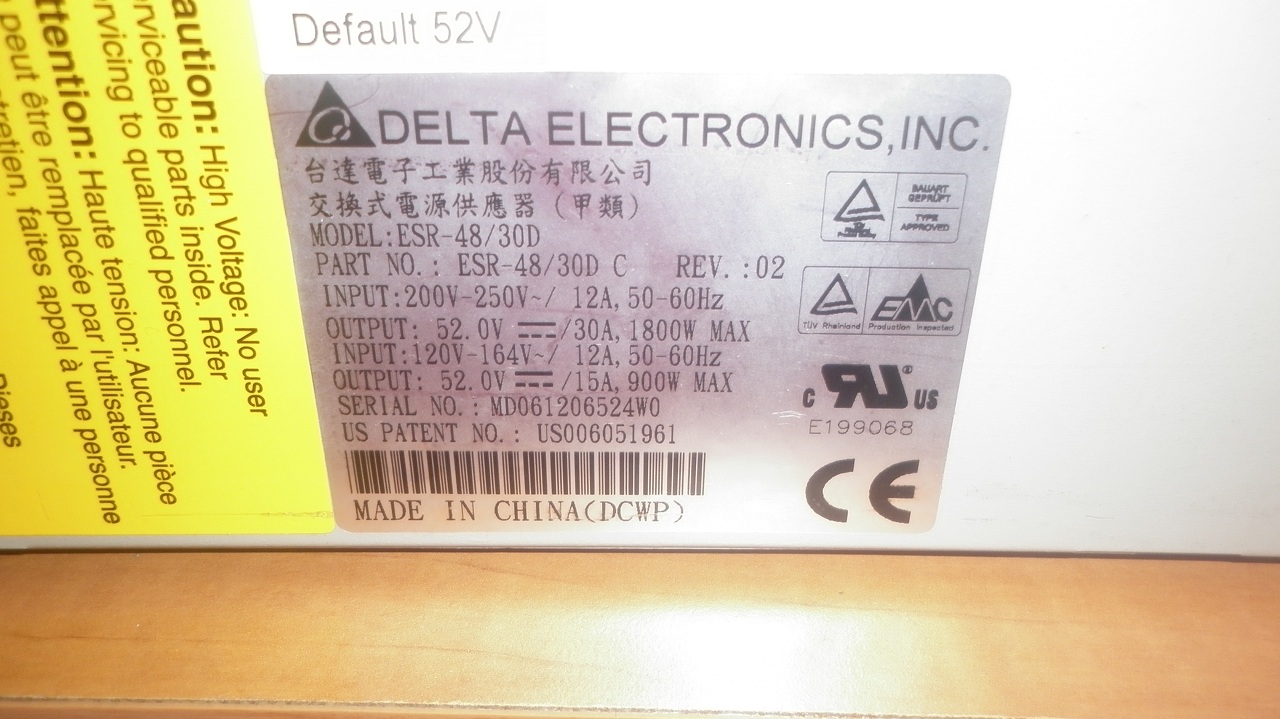 Default 52V
DELTA ELECTRONICS, INC.
台達電子工業股份有限公司
交換式電源供應器 (甲類)
MODEL:ESR-48/30D
PART NO.: ESR-48/30D C REV.:02
INPUT:200V-250V~/ 12A, 50-60Hz
OUTPUT: 52.0V ⎓/30A, 1800W MAX
INPUT:120V-164V~/ 12A, 50-60Hz
OUTPUT: 52.0V ⎓/15A, 900W MAX
SERIAL NO.: MD061206524W0
US PATENT NO.: US006051961
MADE IN CHINA(DCWP)
BAUART
GEPRÜFT
TYPE
APPROVED
TÜV Rheinland
EMC
Production Inspected
C RU ® US
E199068
CE
aution: High Voltage: No user
rviceable parts inside. Refer
rvicing to qualified personnel.
ttention: Haute tension: Aucune pièce
peut être remplacée par l'utilisateur.
tretien, faites appel à une personne
Dieses